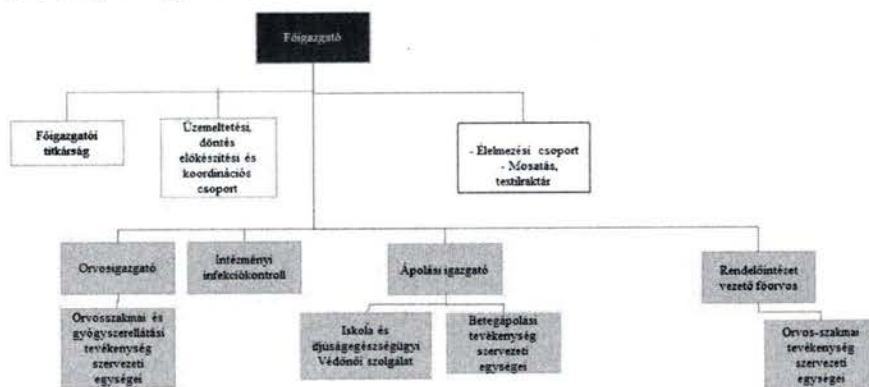 Főigazgató
Főigazgatói
titkárság
Üzemeltetési,
döntés
előkészítési és
koordinációs
csoport
- Élelmezési csoport
- Mosatás,
textilraktár
Orvosigazgató
Intézményi
infekciókontroll
Ápolási igazgató
Rendelőintézet
vezető főorvos
Orvosszakmai és
gyógyszerellátási
tevékenység
szervezeti
egységei
Iskola és
ifjúságegészségügyi
Védőnői szolgálat
Betegápolási
tevékenység
szervezeti
egységei
Orvos-szakmai
tevékenység
szervezeti
egységei